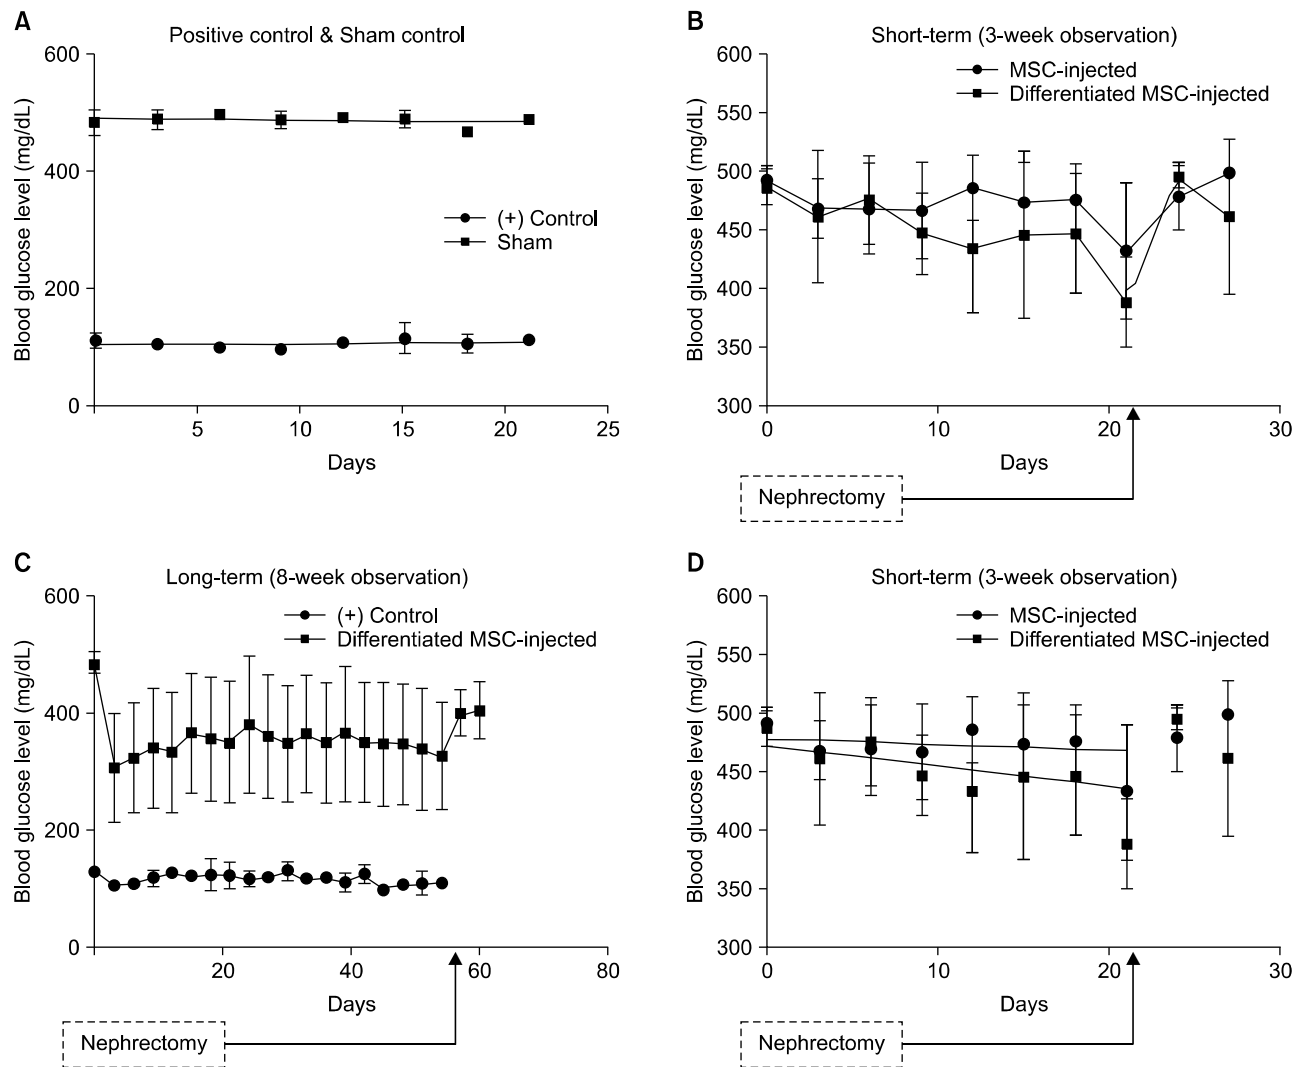 A
Positive control & Sham control
600
400
200
0
Blood glucose level (mg/dL)
(+) Control
Sham
5
10
15
20
25
Days
B
Short-term (3-week observation)
600
550
500
450
400
350
300
Blood glucose level (mg/dL)
MSC-injected
Differentiated MSC-injected
0
10
20
30
Days
Nephrectomy
C
Long-term (8-week observation)
600
400
200
0
Blood glucose level (mg/dL)
(+) Control
Differentiated MSC-injected
20
40
60
80
Days
Nephrectomy
D
Short-term (3-week observation)
600
550
500
450
400
350
300
Blood glucose level (mg/dL)
MSC-injected
Differentiated MSC-injected
0
10
20
30
Days
Nephrectomy